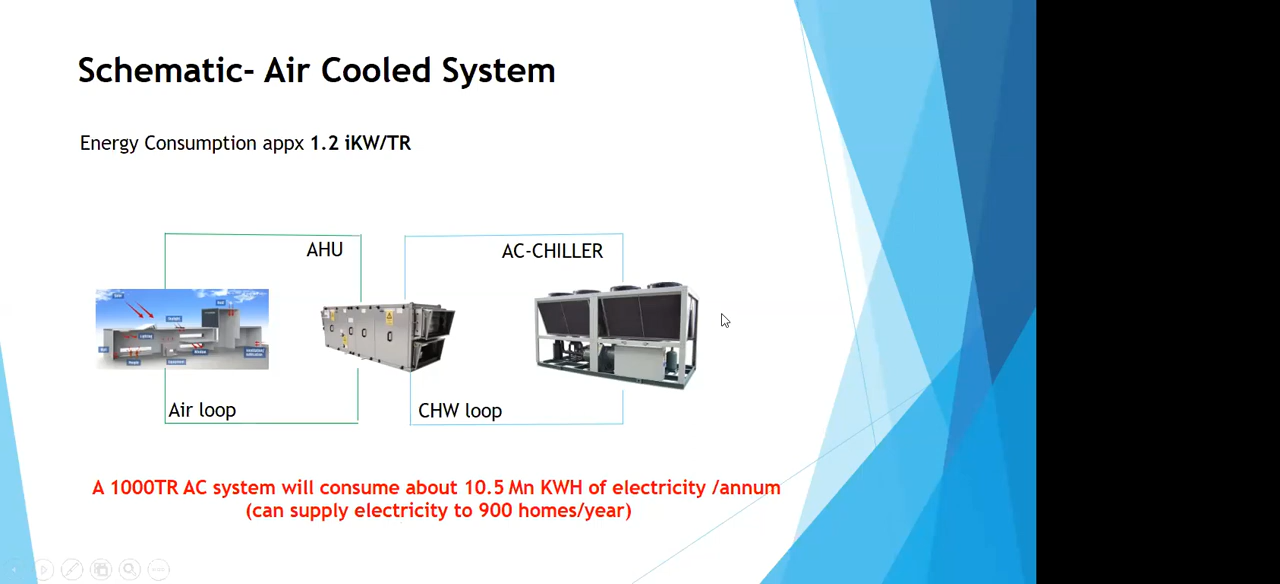 Schematic- Air Cooled System
Energy Consumption appx 1.2 iKW/TR
AHU
AC-CHILLER
Air loop
CHW loop
A 1000TR AC system will consume about 10.5 Mn KWH of electricity /annum
(can supply electricity to 900 homes/year)